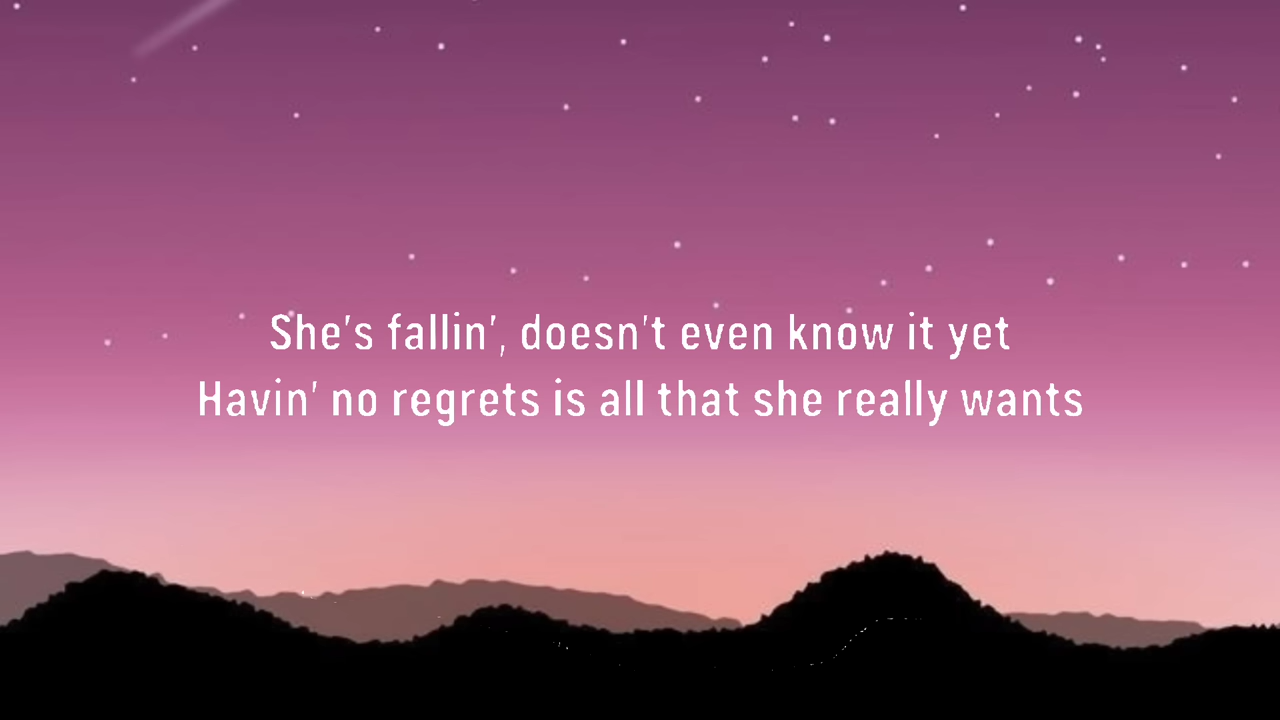 She's fallin', doesn't even know it yet
Havin' no regrets is all that she really wants